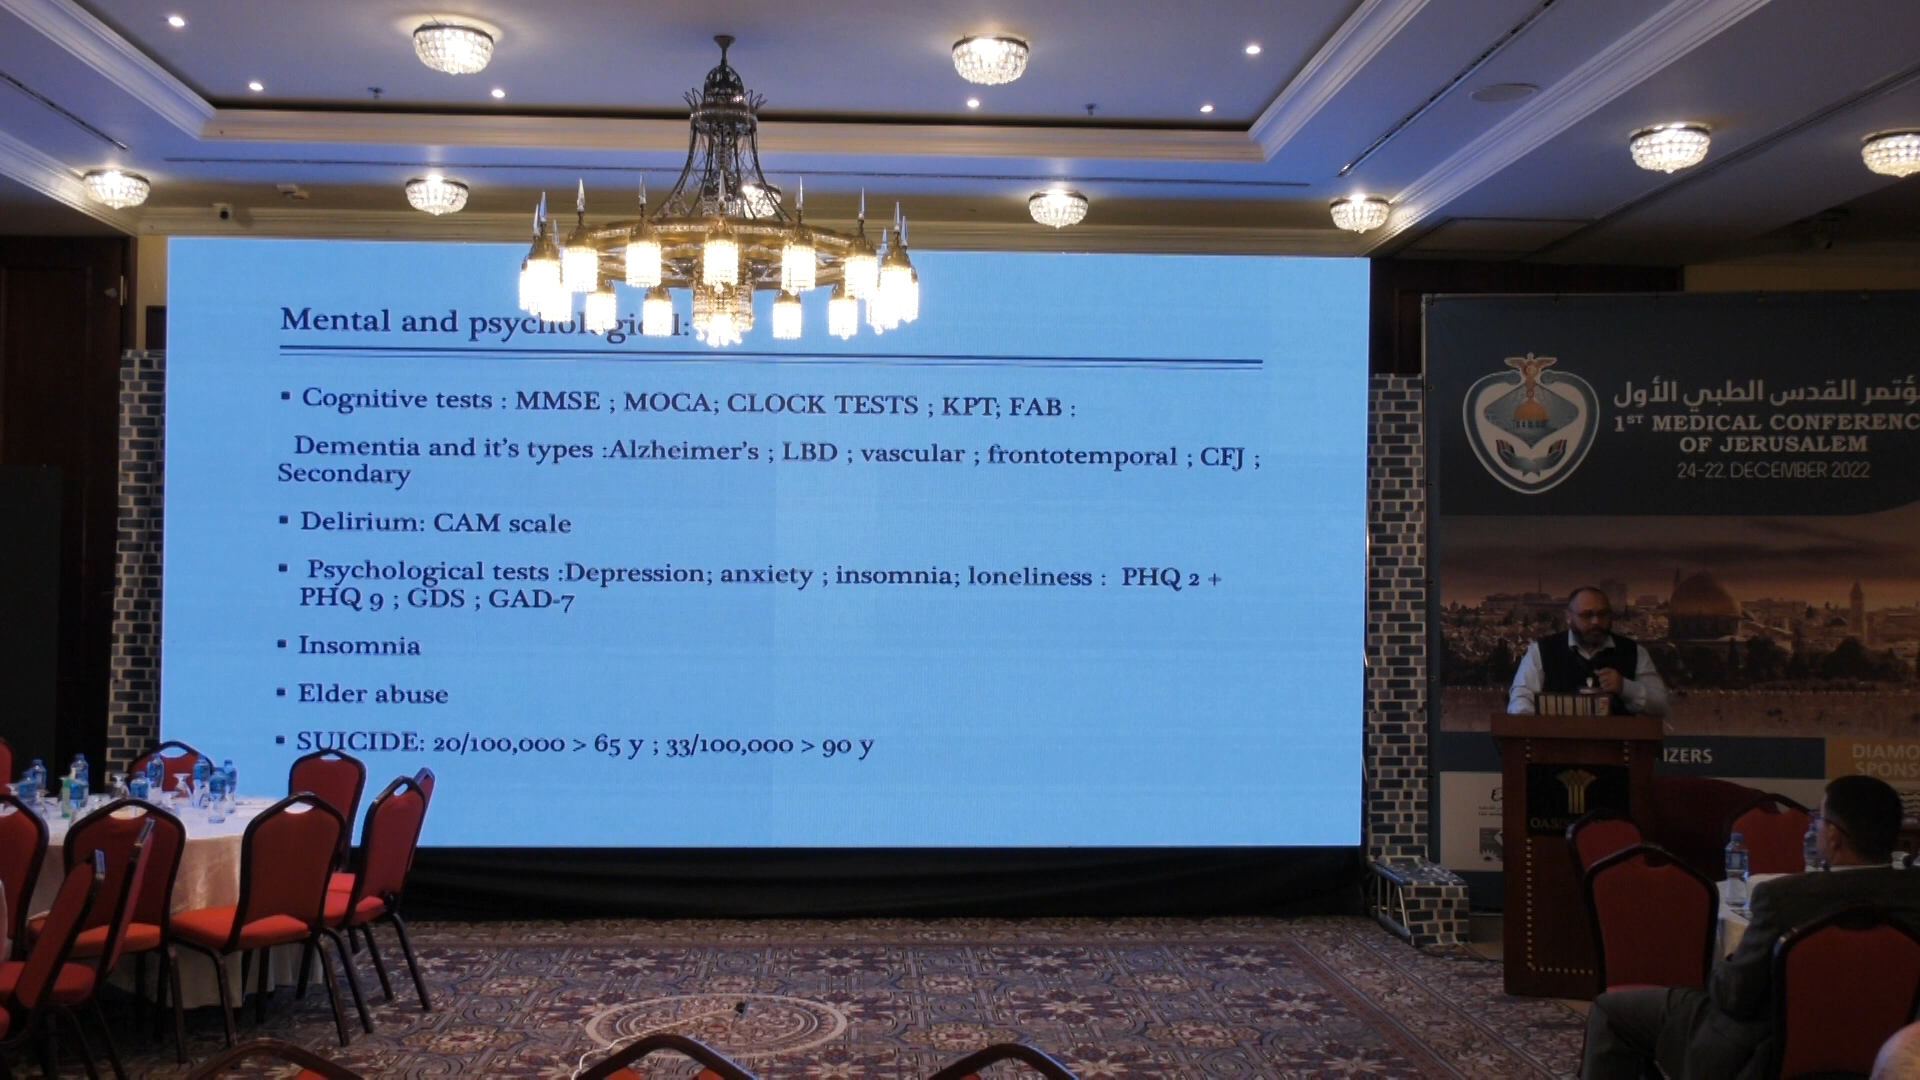 Mental and psychological:
▪ Cognitive tests : MMSE ; MOCA; CLOCK TESTS ; KPT; FAB :
Dementia and it's types :Alzheimer's ; LBD ; vascular ; frontotemporal ; CFJ ;
Secondary
▪ Delirium: CAM scale
▪ Psychological tests :Depression; anxiety ; insomnia; loneliness : PHQ 2 +
PHQ 9 ; GDS ; GAD-7
▪ Insomnia
▪ Elder abuse
▪ SUICIDE: 20/100,000 > 65 y ; 33/100,000 > 90 y
ؤتمر القدس الطبي الأول
1ST MEDICAL CONFERENC
OF JERUSALEM
24-22 DECEMBER 2022
IZERS
DIAMO
SPONS